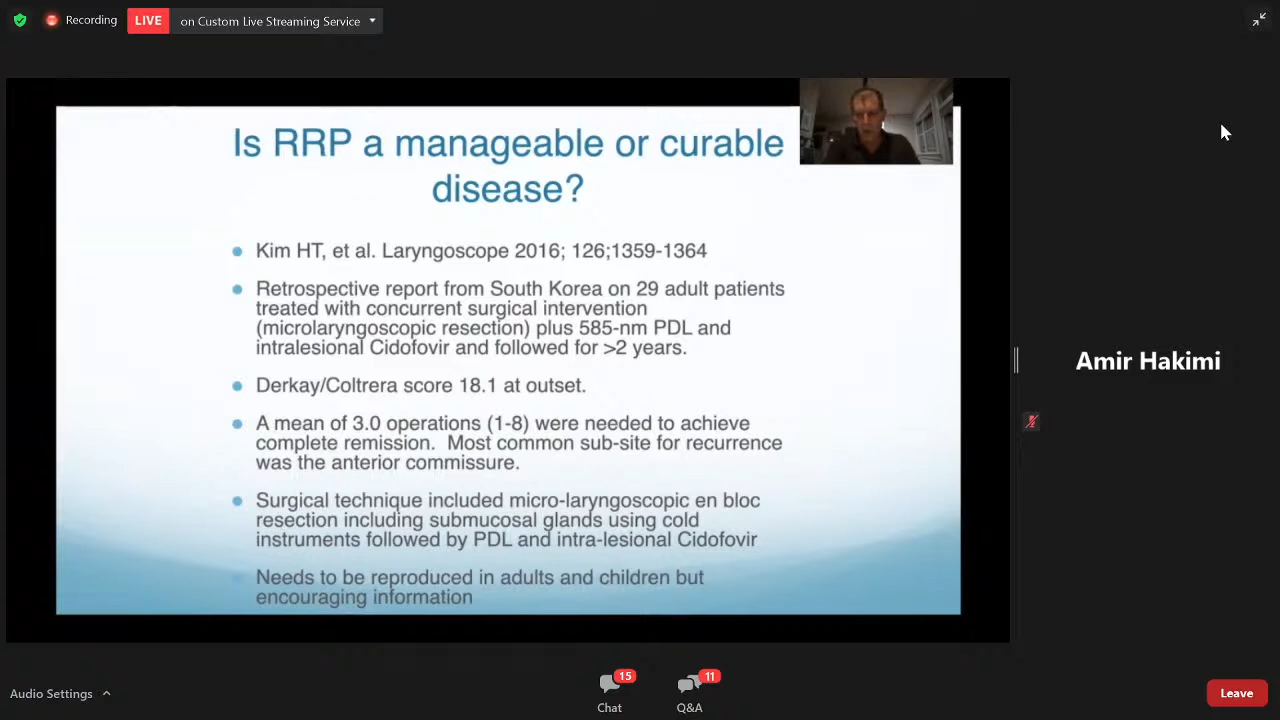 Recording
LIVE
on Custom Live Streaming Service
Is RRP a manageable or curable
disease?
Kim HT, et al. Laryngoscope 2016; 126;1359-1364
Retrospective report from South Korea on 29 adult patients
treated with concurrent surgical intervention
(microlaryngoscopic resection) plus 585-nm PDL and
intralesional Cidofovir and followed for >2 years.
Derkay/Coltrera score 18.1 at outset.
A mean of 3.0 operations (1-8) were needed to achieve
complete remission. Most common sub-site for recurrence
was the anterior commissure.
Surgical technique included micro-laryngoscopic en bloc
resection including submucosal glands using cold
instruments followed by PDL and intra-lesional Cidofovir
Needs to be reproduced in adults and children but
encouraging information
Amir Hakimi
Audio Settings
15
Chat
11
Q&A
Leave